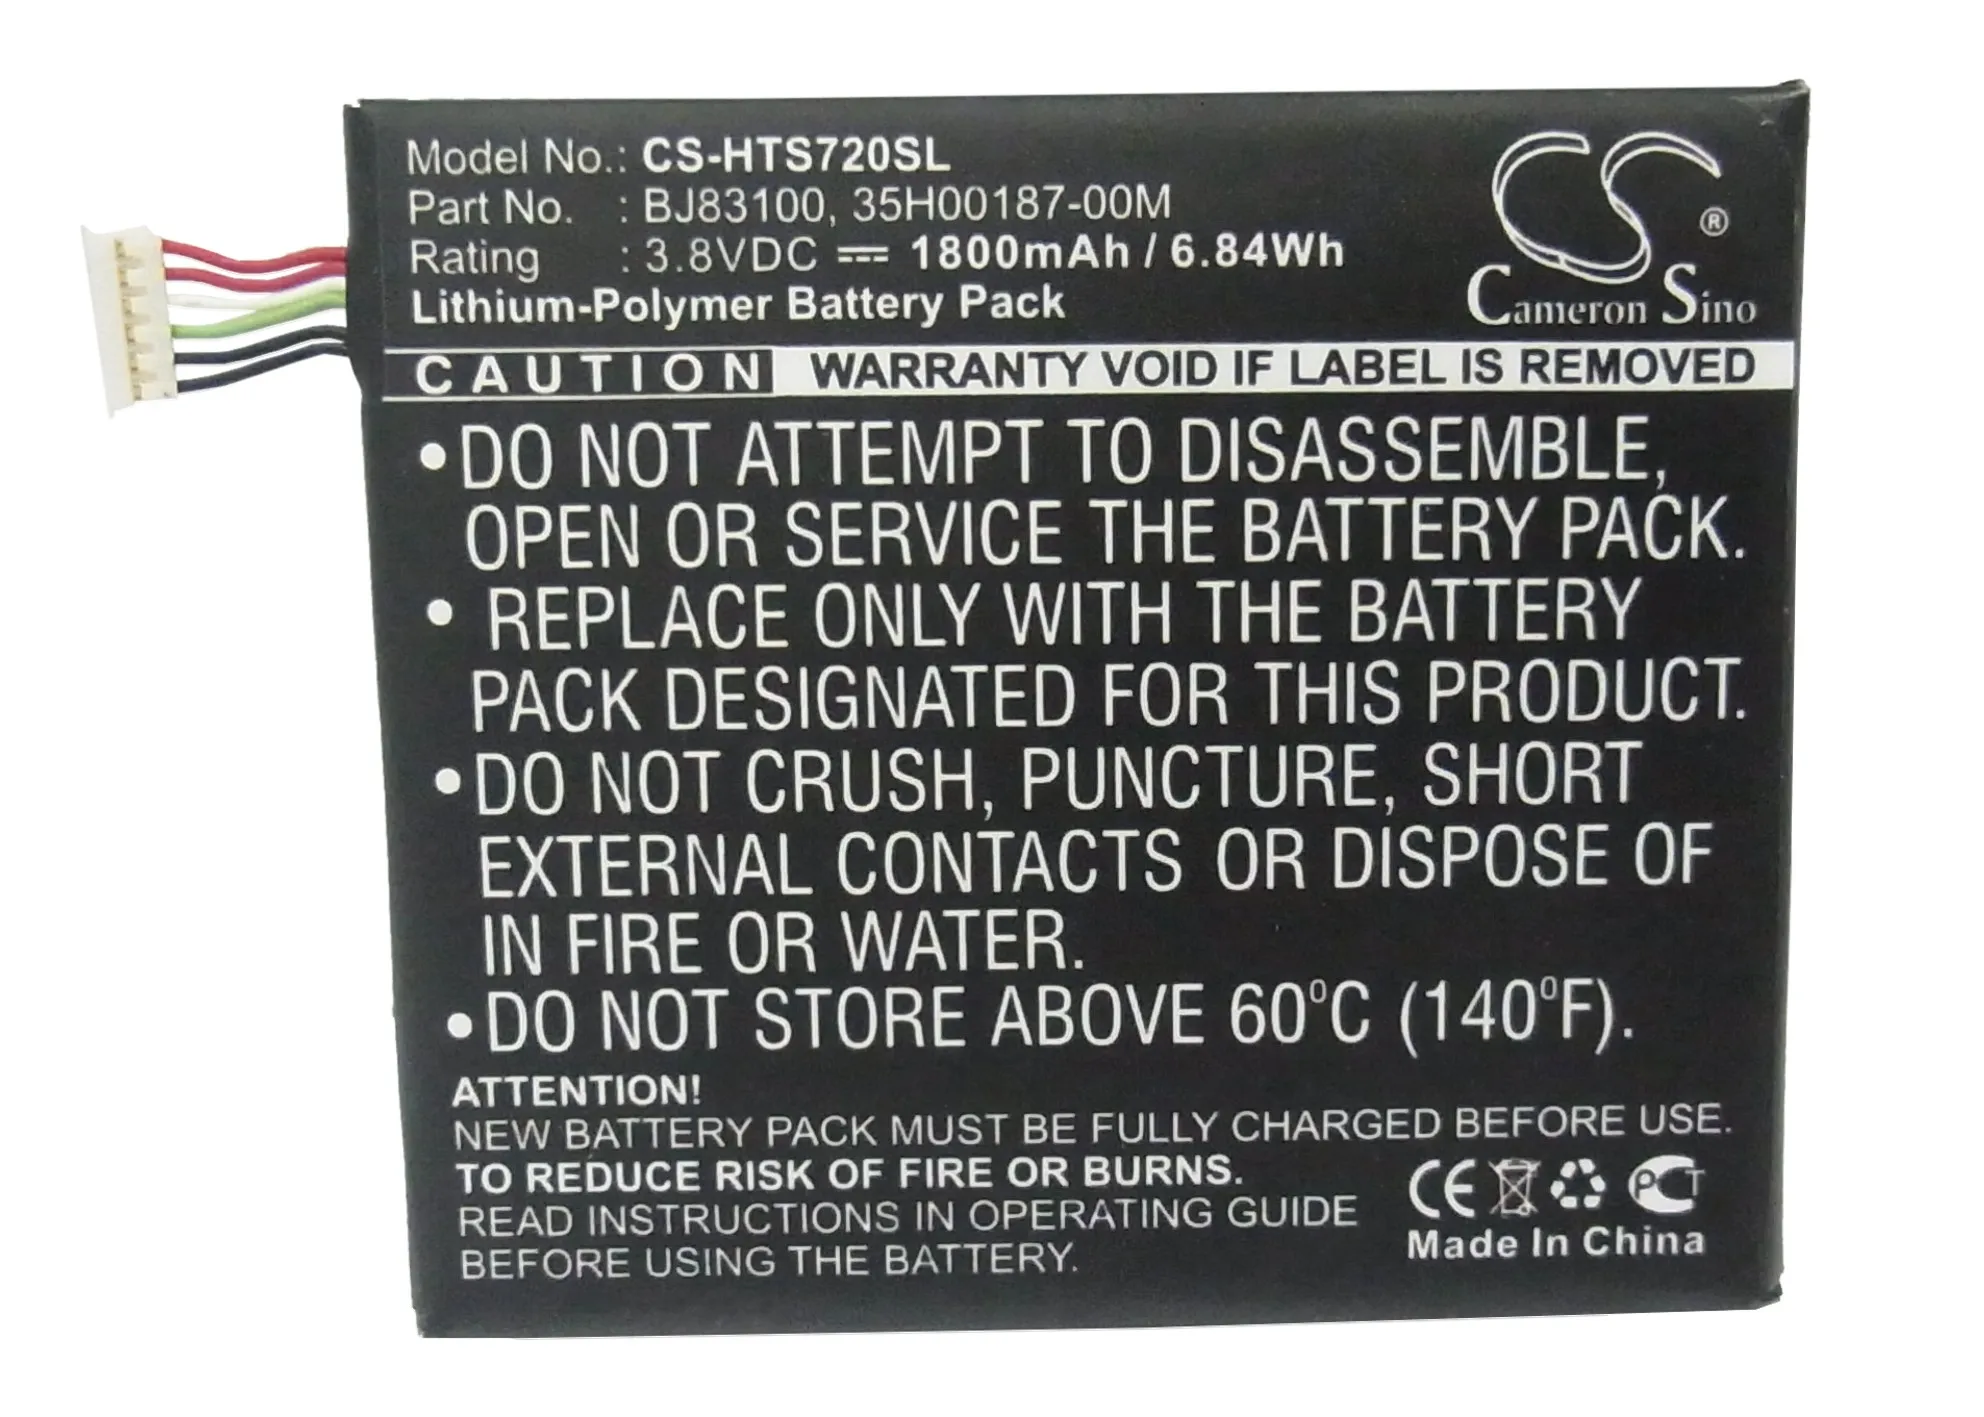 Model No.: CS-HTS720SL
Part No. : BJ83100, 35H00187-00M
Rating : 3.8VDC ⎓ 1800mAh / 6.84Wh
Lithium-Polymer Battery Pack
CS ®
Cameron Sino
CAUTION WARRANTY VOID IF LABEL IS REMOVED
•DO NOT ATTEMPT TO DISASSEMBLE,
OPEN OR SERVICE THE BATTERY PACK.
• REPLACE ONLY WITH THE BATTERY
PACK DESIGNATED FOR THIS PRODUCT.
•DO NOT CRUSH, PUNCTURE, SHORT
EXTERNAL CONTACTS OR DISPOSE OF
IN FIRE OR WATER.
•DO NOT STORE ABOVE 60°C (140°F).
ATTENTION!
NEW BATTERY PACK MUST BE FULLY CHARGED BEFORE USE.
TO REDUCE RISK OF FIRE OR BURNS.
READ INSTRUCTIONS IN OPERATING GUIDE
BEFORE USING THE BATTERY.
CE PCT
Made In China